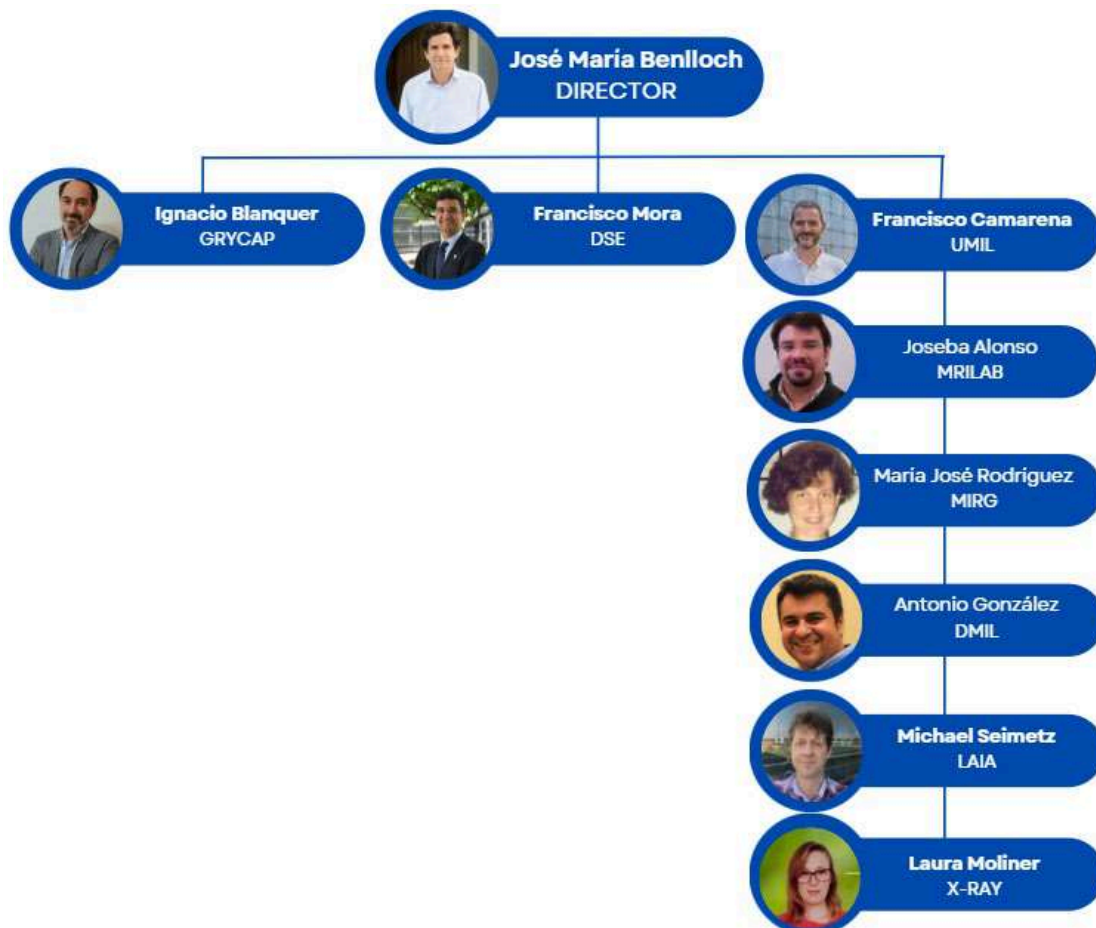 José María Benlloch
DIRECTOR
Ignacio Blanquer
GRYCAP
Francisco Mora
DSE
Francisco Camarena
UMIL
Joseba Alonso
MRILAB
María José Rodriguez
MIRG
Antonio González
DMIL
Michael Seimetz
LAIA
Laura Moliner
X-RAY